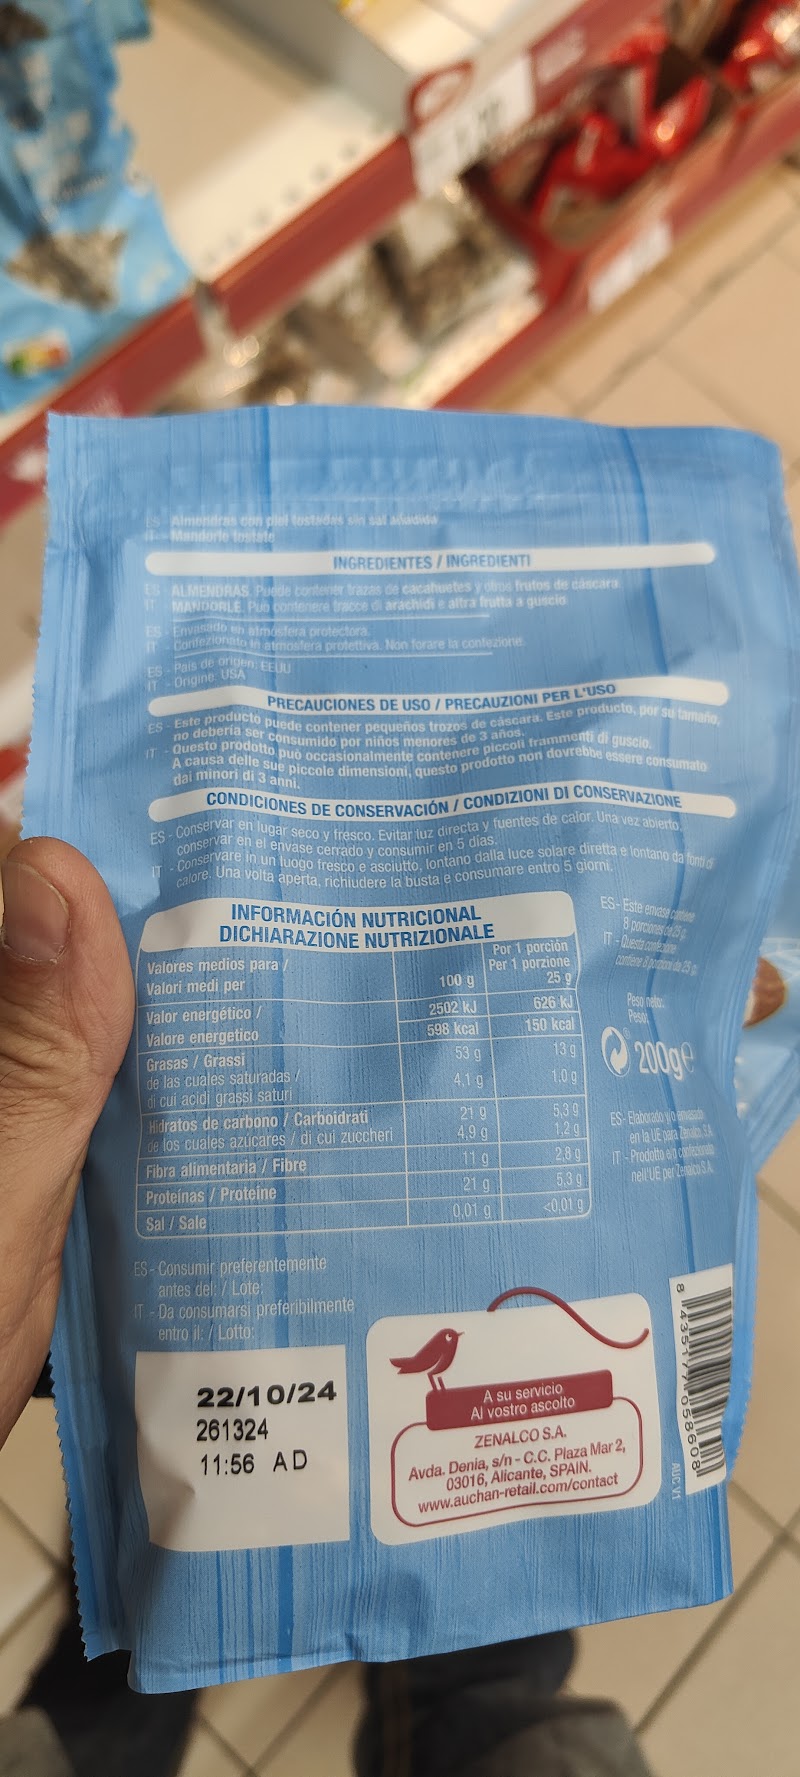 ES - Almendras con piel tostadas sin sal añadida
IT - Mandorle tostate
INGREDIENTES / INGREDIENTI
ES - ALMENDRAS. Puede contener trazas de cacahuetes y otros frutos de cáscara.
IT - MANDORLE. Può contenere tracce di arachidi e altra frutta a guscio.
ES - Envasado en atmósfera protectora.
IT - Confezionato in atmosfera protettiva. Non forare la confezione.
ES - País de origen: EEUU
IT - Origine: USA
PRECAUCIONES DE USO / PRECAUZIONI PER L'USO
ES - Este producto puede contener pequeños trozos de cáscara. Este producto, por su tamaño,
no debería ser consumido por niños menores de 3 años.
IT - Questo prodotto può occasionalmente contenere piccoli frammenti di guscio.
A causa delle sue piccole dimensioni, questo prodotto non dovrebbe essere consumato
dai minori di 3 anni.
CONDICIONES DE CONSERVACIÓN / CONDIZIONI DI CONSERVAZIONE
ES - Conservar en lugar seco y fresco. Evitar luz directa y fuentes de calor. Una vez abierto,
conservar en el envase cerrado y consumir en 5 días.
IT - Conservare in un luogo fresco e asciutto, lontano dalla luce solare diretta e lontano da fonti di
calore. Una volta aperta, richiudere la busta e consumare entro 5 giorni.
INFORMACIÓN NUTRICIONAL
DICHIARAZIONE NUTRIZIONALE
Valores medios para /
Valori medi per
100 g
Por 1 porción
Per 1 porzione
25 g
Valor energético / 2502 kJ 626 kJ
Valore energetico 598 kcal 150 kcal
Grasas / Grassi 53 g 13 g
de las cuales saturadas / 4,1 g 1,0 g
di cui acidi grassi saturi
Hidratos de carbono / Carboidrati 21 g 5,3 g
de los cuales azúcares / di cui zuccheri 4,9 g 1,2 g
Fibra alimentaria / Fibre 11 g 2,8 g
Proteínas / Proteine 21 g 5,3 g
Sal / Sale 0,01 g <0,01 g
ES - Este envase contiene
8 porciones de 25 g
IT - Questa confezione
contiene 8 porzioni da 25 g
Peso neto:
Peso:
200g e
ES - Elaborado y/o envasado
en la UE para Zenalco, S.A.
IT - Prodotto e/o confezionato
nell'UE per Zenalco S.A.
ES - Consumir preferentemente
antes del: / Lote:
IT - Da consumarsi preferibilmente
entro il: / Lotto:
22/10/24
261324
11:56 AD
A su servicio
Al vostro ascolto
ZENALCO S.A.
Avda. Denia, s/n - C.C. Plaza Mar 2,
03016, Alicante, SPAIN.
www.auchan-retail.com/contact
8 435177 658608
AUC V1